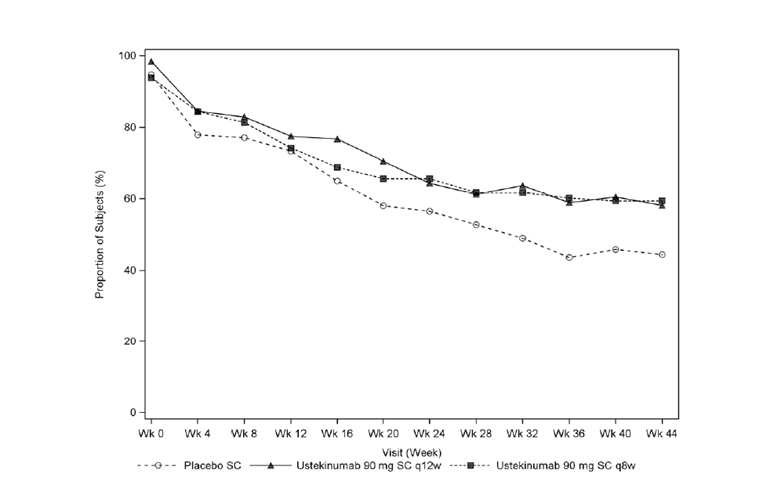 100
80
60
40
20
0
Proportion of Subjects (%)
Wk 0 Wk 4 Wk 8 Wk 12 Wk 16 Wk 20 Wk 24 Wk 28 Wk 32 Wk 36 Wk 40 Wk 44
Visit (Week)
Placebo SC Ustekinumab 90 mg SC q12w Ustekinumab 90 mg SC q8w